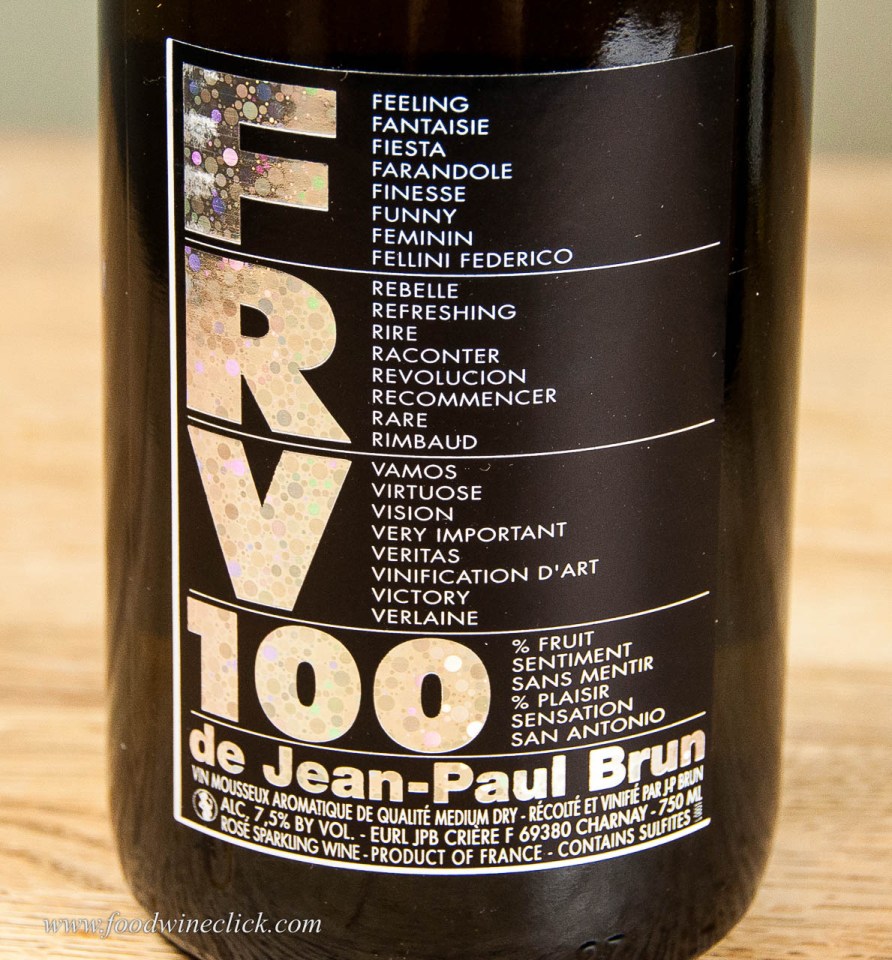 F
FEELING
FANTAISIE
FIESTA
FARANDOLE
FINESSE
FUNNY
FEMININ
FELLINI FEDERICO
R
REBELLE
REFRESHING
RIRE
RACONTER
REVOLUCION
RECOMMENCER
RARE
RIMBAUD
V
VAMOS
VIRTUOSE
VISION
VERY IMPORTANT
VERITAS
VINIFICATION D'ART
VICTORY
VERLAINE
100
% FRUIT
SENTIMENT
SANS MENTIR
% PLAISIR
SENSATION
SAN ANTONIO
de Jean-Paul Brun
VIN MOUSSEUX AROMATIQUE DE QUALITÉ MEDIUM DRY - RÉCOLTÉ ET VINIFIÉ PAR J-P BRUN
ALC, 7,5% BY VOL. - EURL JPB CRIÈRE F 69380 CHARNAY - 750 ML
ROSÉ SPARKLING WINE - PRODUCT OF FRANCE - CONTAINS SULFITES
www.foodwineclick.com